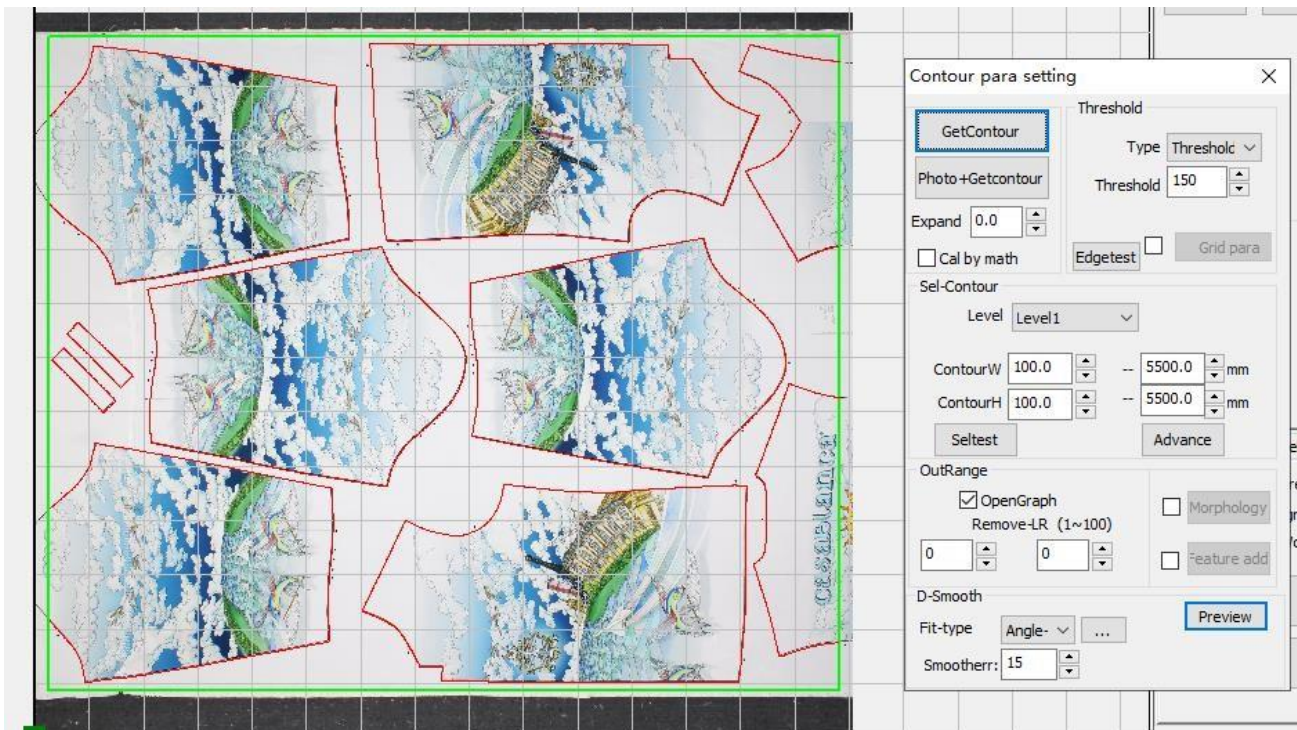 Contour para setting
GetContour
Photo+Getcontour
Expand 0.0
Cal by math
Threshold
Type Threshold
Threshold 150
Edgetest
Grid para
Sel-Contour
Level Level1
ContourW 100.0 -- 5500.0 mm
ContourH 100.0 -- 5500.0 mm
Seltest
Advance
OutRange
OpenGraph
Remove-LR (1~100)
0 0
Morphology
Feature add
D-Smooth
Fit-type Angle- ...
Smootherr: 15
Preview